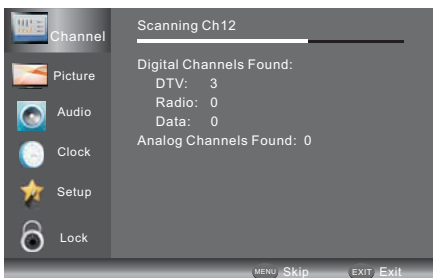 Channel
Picture
Audio
Clock
Setup
Lock
Scanning Ch12
Digital Channels Found:
DTV: 3
Radio: 0
Data: 0
Analog Channels Found: 0
MENU Skip EXIT Exit